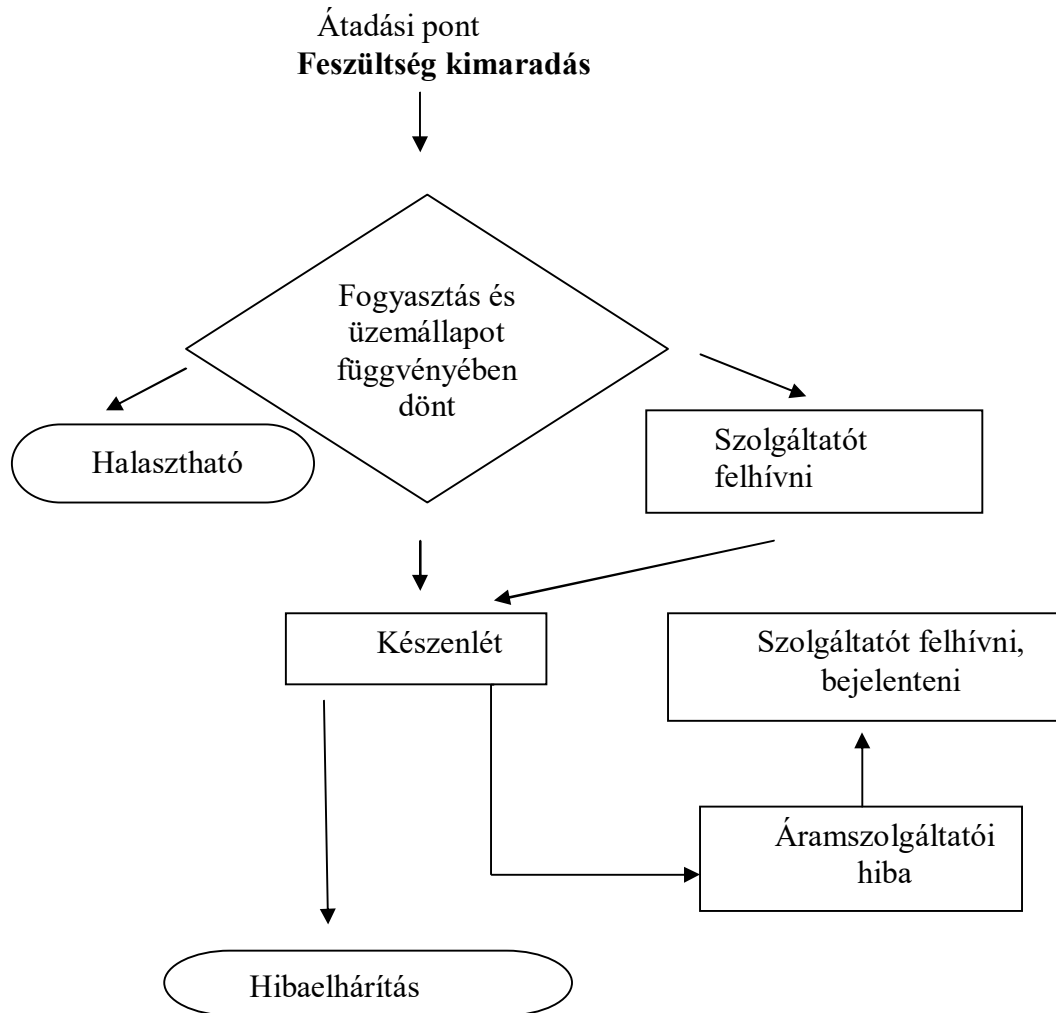 Átadási pont
Feszültség kimaradás
Fogyasztás és
üzemállapot
függvényében
dönt
Halasztható
Szolgáltatót
felhívni
Készenlét
Szolgáltatót felhívni,
bejelenteni
Áramszolgáltatói
hiba
Hibaelhárítás